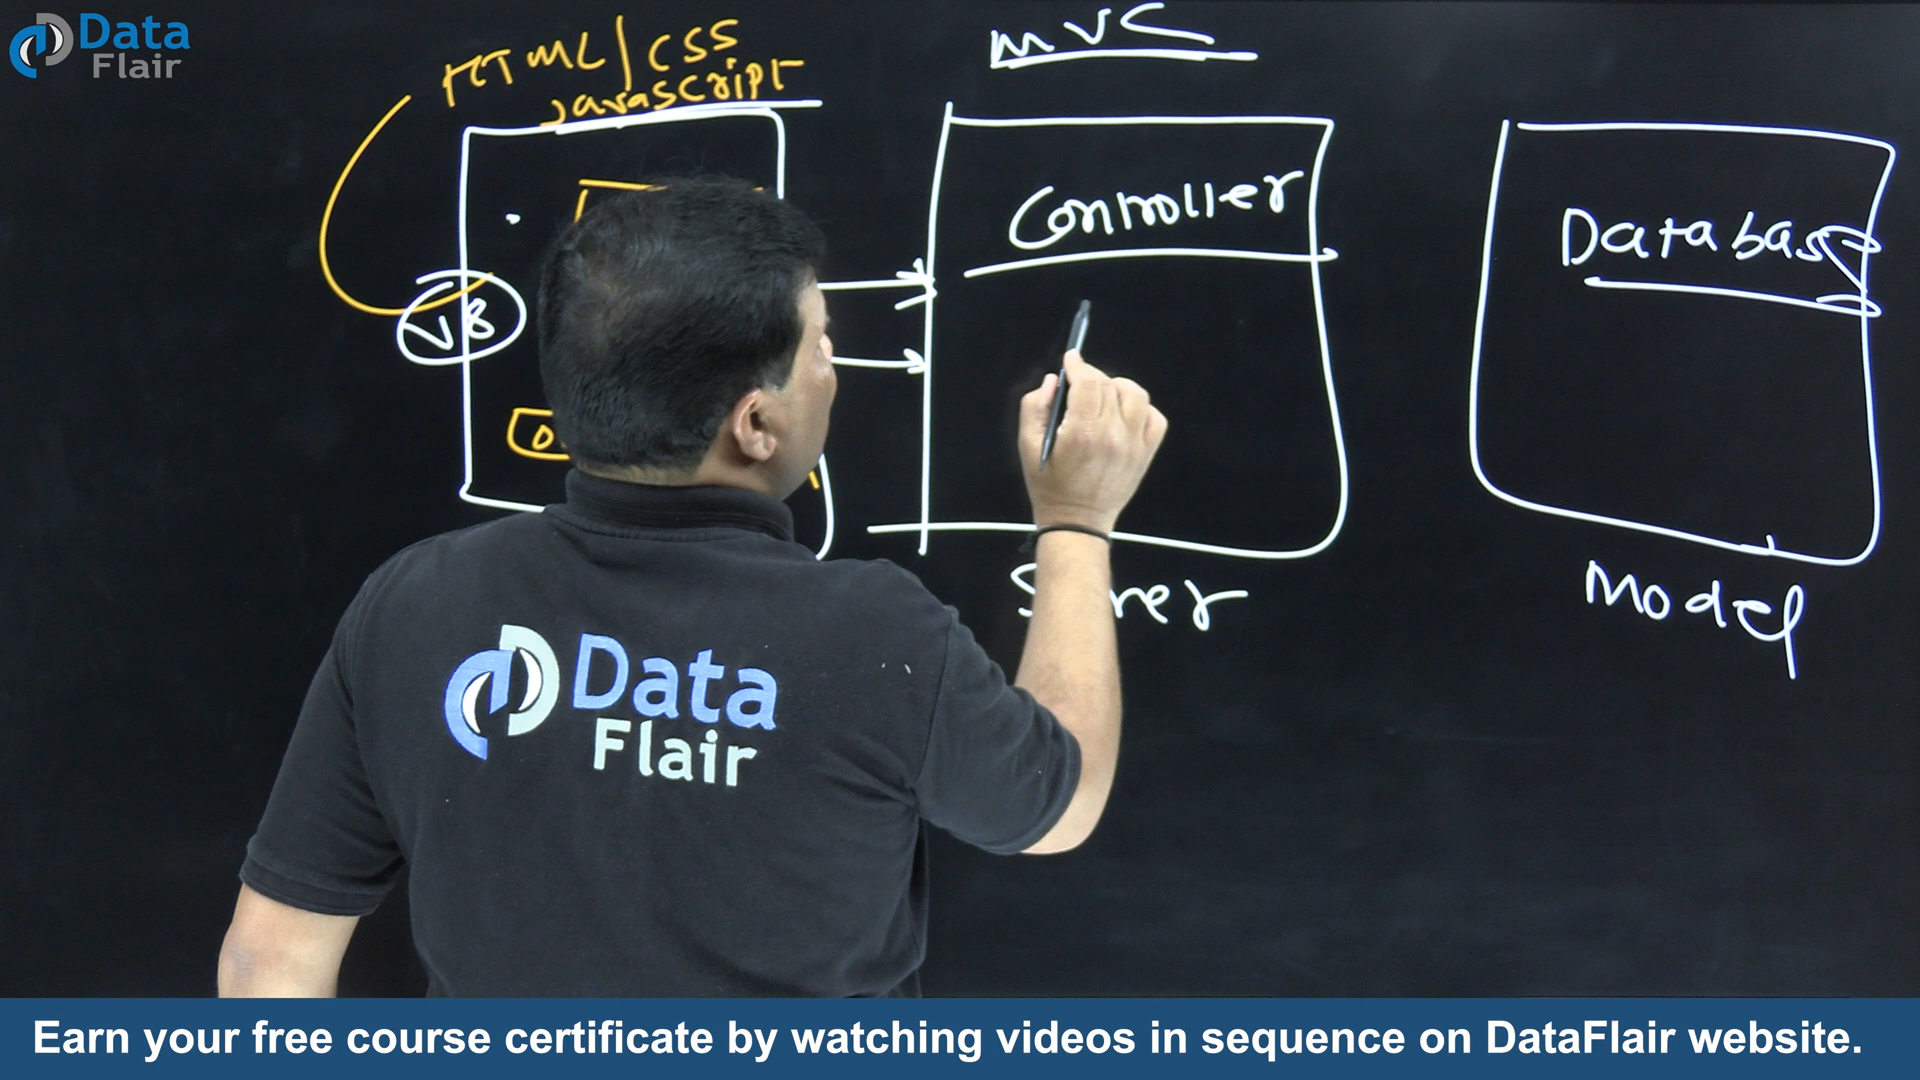 Data
Flair
HTML/CSS
JavaScript
MVC
Controller
Database
V8
Server
Model
Data
Flair
Earn your free course certificate by watching videos in sequence on DataFlair website.